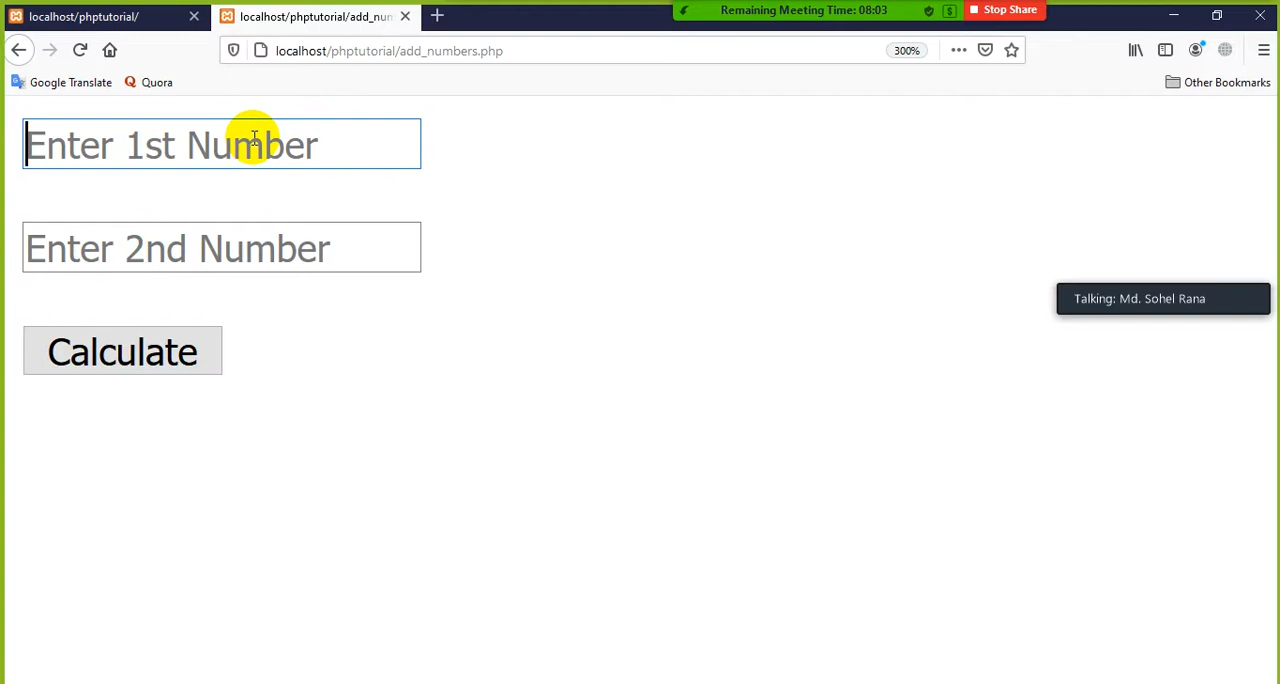 localhost/phptutorial/
localhost/phptutorial/add_num
Remaining Meeting Time: 08:03
Stop Share
localhost/phptutorial/add_numbers.php
300%
Google Translate
Quora
Other Bookmarks
Enter 1st Number
Enter 2nd Number
Talking: Md. Sohel Rana
Calculate